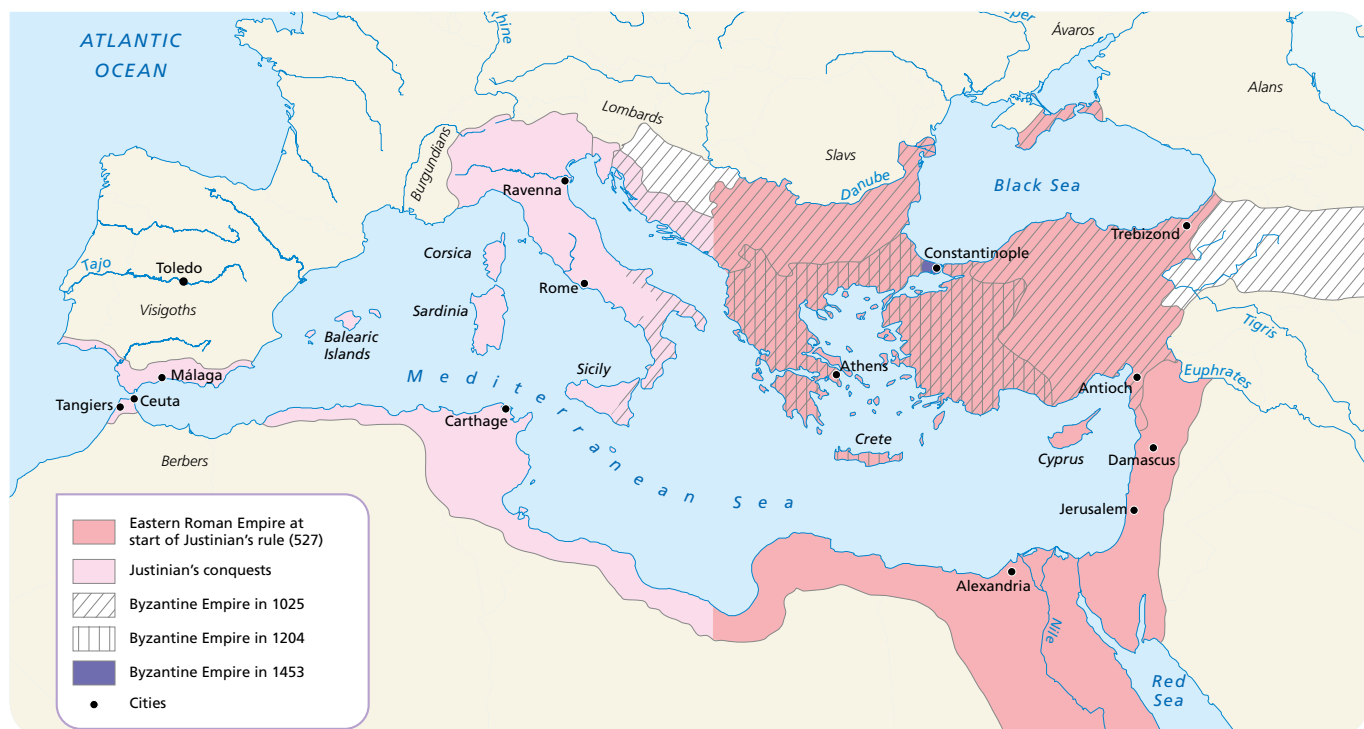 ATLANTIC
OCEAN
Rhine
Ávaros
Alans
Lombards
Burgundians
Slavs
Danube
Black Sea
Ravenna
Trebizond
Constantinople
Corsica
Tajo
Toledo
Rome
Visigoths
Sardinia
Balearic
Islands
Tigris
Euphrates
Sicily
Athens
Antioch
Málaga
Mediterranean Sea
Tangiers
Ceuta
Carthage
Crete
Cyprus
Damascus
Berbers
Jerusalem
Alexandria
Nile
Red
Sea
Eastern Roman Empire at
start of Justinian’s rule (527)
Justinian’s conquests
Byzantine Empire in 1025
Byzantine Empire in 1204
Byzantine Empire in 1453
Cities